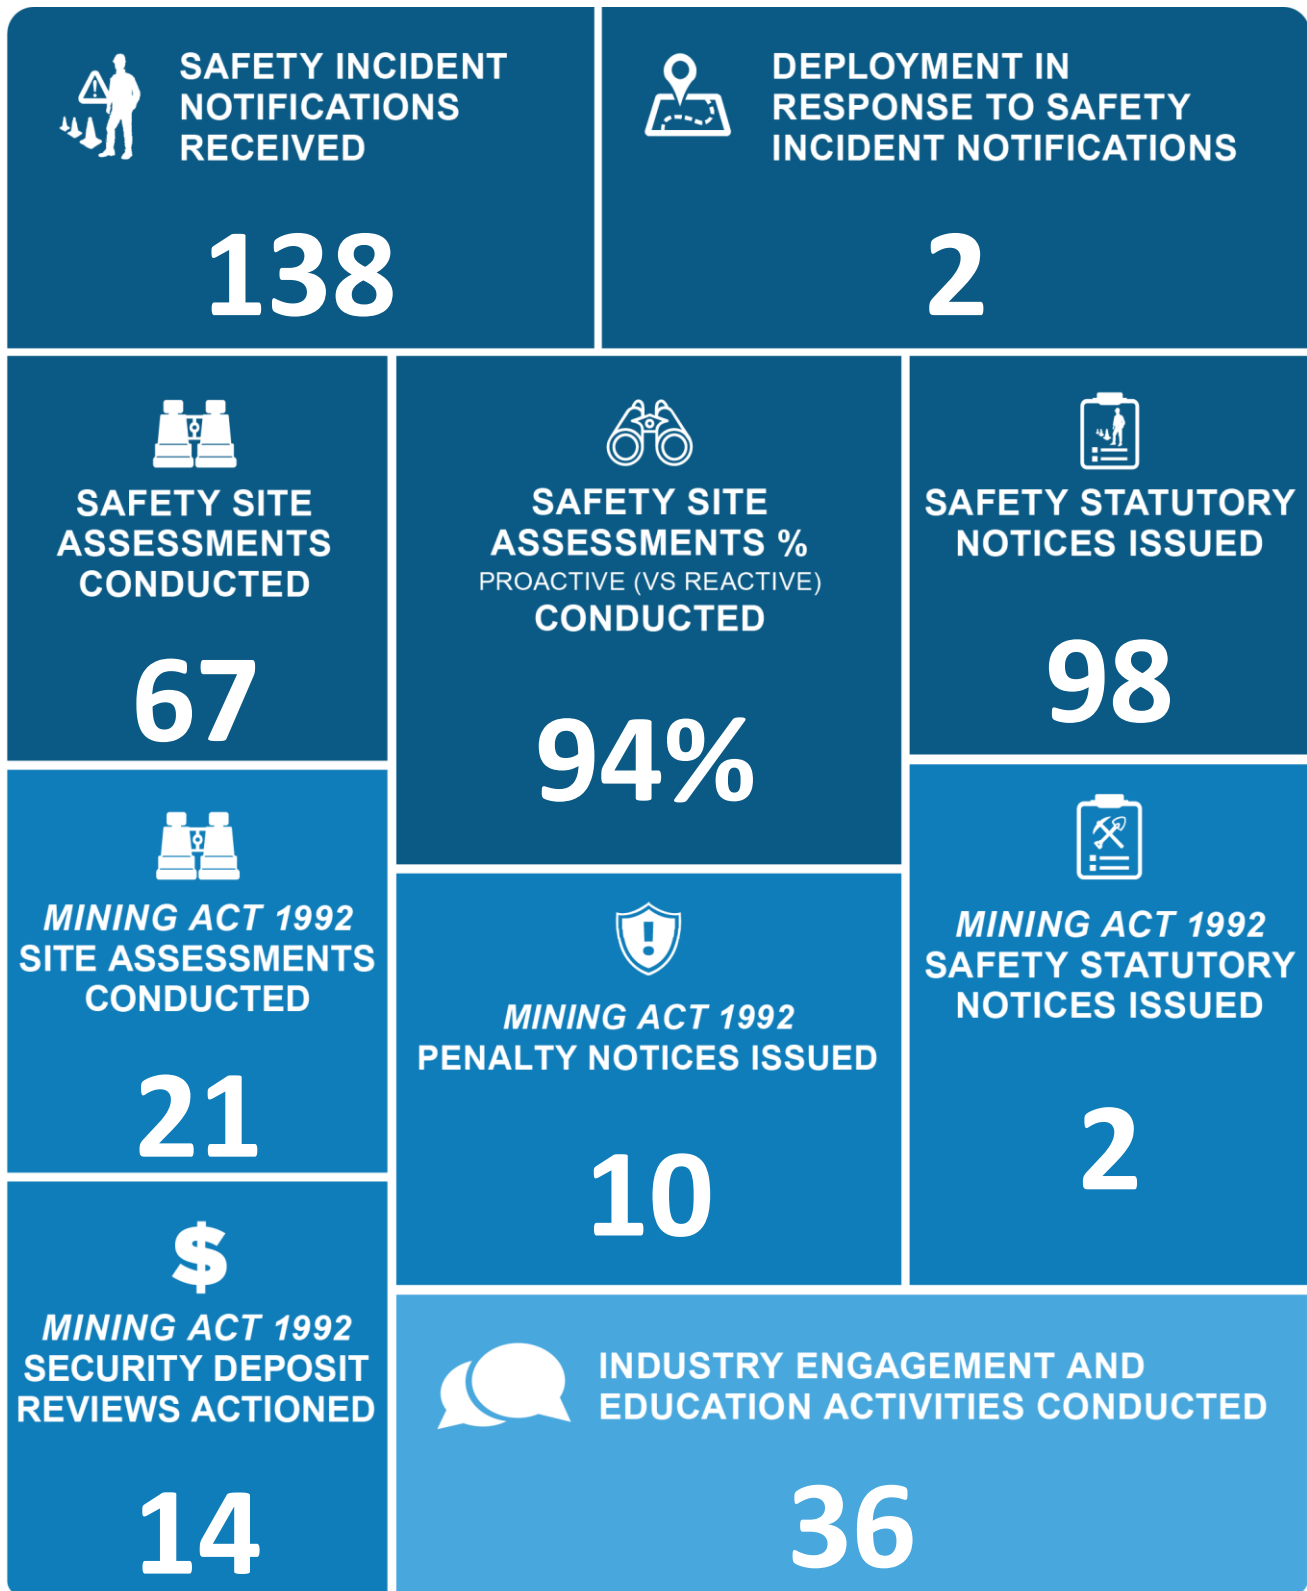 SAFETY INCIDENT
NOTIFICATIONS
RECEIVED
138
DEPLOYMENT IN
RESPONSE TO SAFETY
INCIDENT NOTIFICATIONS
2
SAFETY SITE
ASSESSMENTS
CONDUCTED
67
SAFETY SITE
ASSESSMENTS %
PROACTIVE (VS REACTIVE)
CONDUCTED
94%
SAFETY STATUTORY
NOTICES ISSUED
98
MINING ACT 1992
SITE ASSESSMENTS
CONDUCTED
21
MINING ACT 1992
PENALTY NOTICES ISSUED
10
MINING ACT 1992
SAFETY STATUTORY
NOTICES ISSUED
2
$
MINING ACT 1992
SECURITY DEPOSIT
REVIEWS ACTIONED
14
INDUSTRY ENGAGEMENT AND
EDUCATION ACTIVITIES CONDUCTED
36